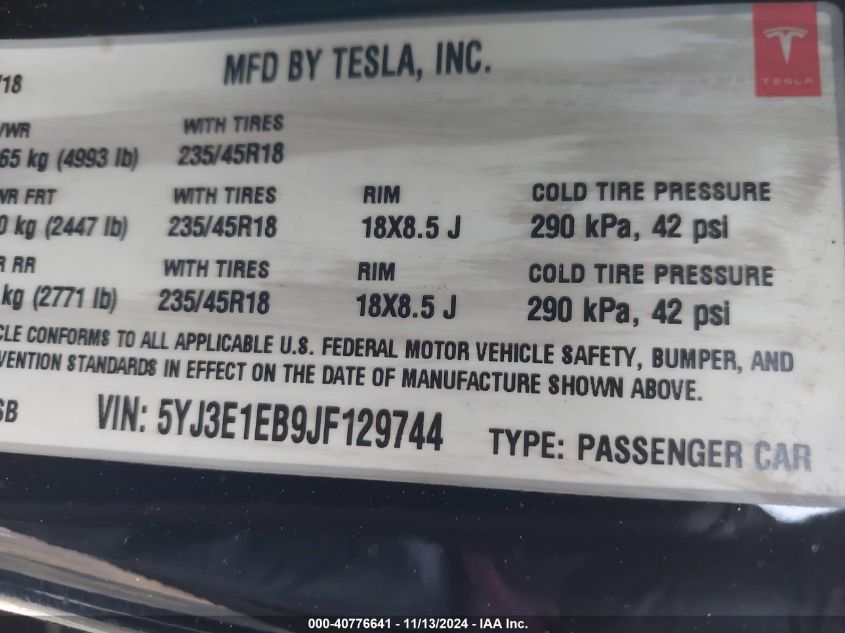 MFD BY TESLA, INC.
TESLA
/18
/WR WITH TIRES
65 kg (4993 lb) 235/45R18
WR FRT WITH TIRES RIM COLD TIRE PRESSURE
0 kg (2447 lb) 235/45R18 18X8.5 J 290 kPa, 42 psi
R RR WITH TIRES RIM COLD TIRE PRESSURE
kg (2771 lb) 235/45R18 18X8.5 J 290 kPa, 42 psi
CLE CONFORMS TO ALL APPLICABLE U.S. FEDERAL MOTOR VEHICLE SAFETY, BUMPER, AND
VENTION STANDARDS IN EFFECT ON THE DATE OF MANUFACTURE SHOWN ABOVE.
SB VIN: 5YJ3E1EB9JF129744 TYPE: PASSENGER CAR
000-40776641 - 11/13/2024 - IAA Inc.